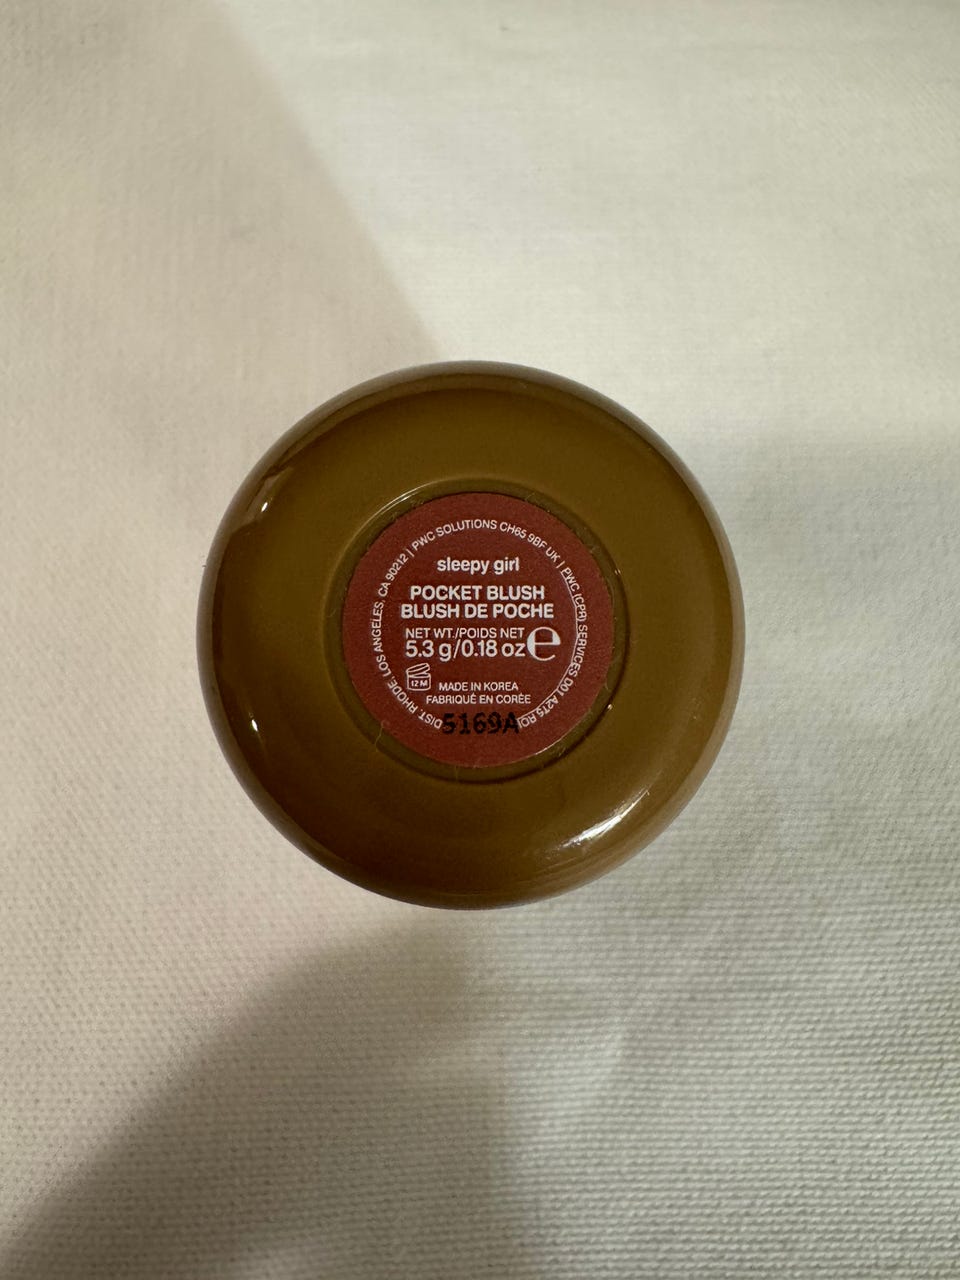 sleepy girl
POCKET BLUSH
BLUSH DE POCHE
NET WT./POIDS NET
5.3 g/0.18 oz e
12 M
MADE IN KOREA
FABRIQUÉ EN CORÉE
5169A
DIST. RHODE, LOS ANGELES, CA 90212 | PWC SOLUTIONS CH65 9BF UK | PWC (CPR) SERVICES D01 A2T5 ROI